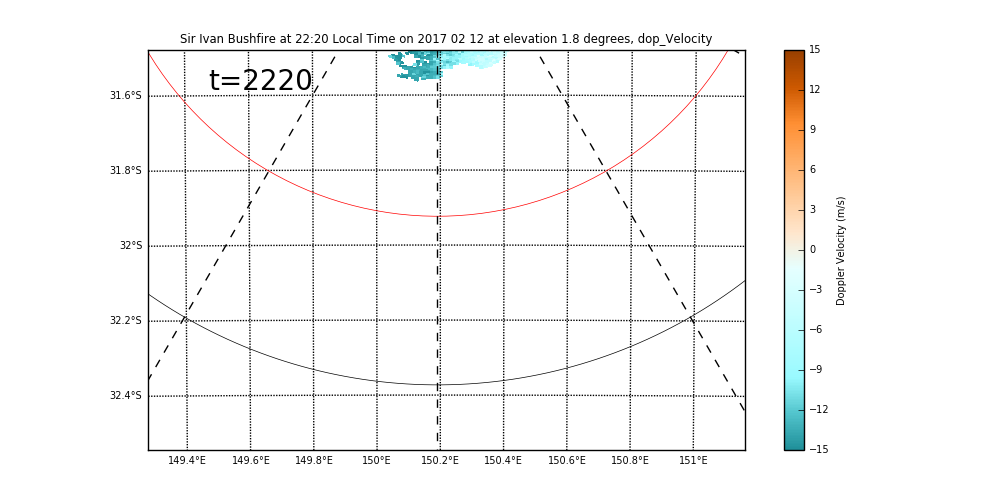 Sir Ivan Bushfire at 22:20 Local Time on 2017 02 12 at elevation 1.8 degrees, dop_Velocity
t=2220
31.6°S
31.8°S
32°S
32.2°S
32.4°S
149.4°E 149.6°E 149.8°E 150°E 150.2°E 150.4°E 150.6°E 150.8°E 151°E
15
12
9
6
3
0
−3
−6
−9
−12
−15
Doppler Velocity (m/s)